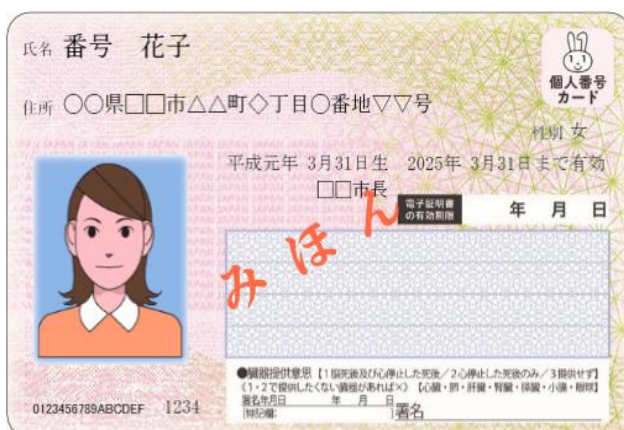 氏名 番号 花子
個人番号
カード
住所 〇〇県□□市△△町◇丁目〇番地▽▽号
性別 女
平成元年 3月31日生 2025年 3月31日まで有効
□□市長
電子証明書
の有効期限
年 月 日
みほん
●臓器提供意思【1脳死後及び心停止した死後／2心停止した死後のみ／3提供せず】
《1・2で提供したくない臓器があれば×》【心臓・肺・肝臓・腎臓・膵臓・小腸・眼球】
署名年月日 年 月 日
[特記欄: ]署名
0123456789ABCDEF 1234